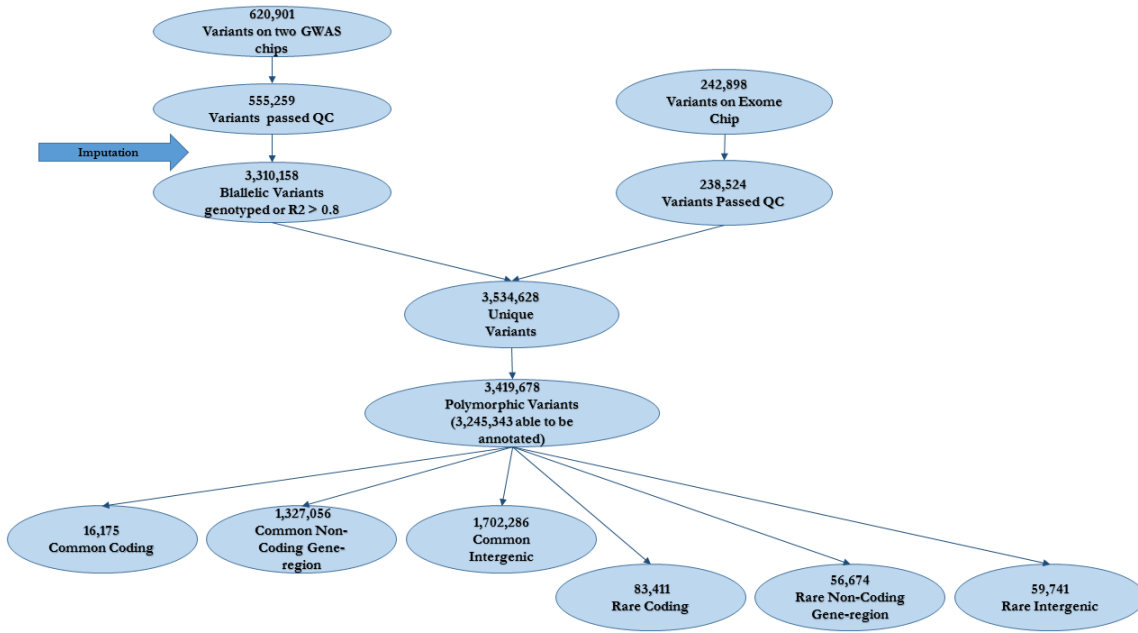 620,901
Variants on two GWAS
chips
555,259
Variants passed QC
242,898
Variants on Exome
Chip
Imputation
3,310,158
Blallelic Variants
genotyped or R2 > 0.8
238,524
Variants Passed QC
3,534,628
Unique
Variants
3,419,678
Polymorphic Variants
(3,245,343 able to be
annotated)
16,175
Common Coding
1,327,056
Common Non-
Coding Gene-
region
1,702,286
Common
Intergenic
83,411
Rare Coding
56,674
Rare Non-Coding
Gene-region
59,741
Rare Intergenic